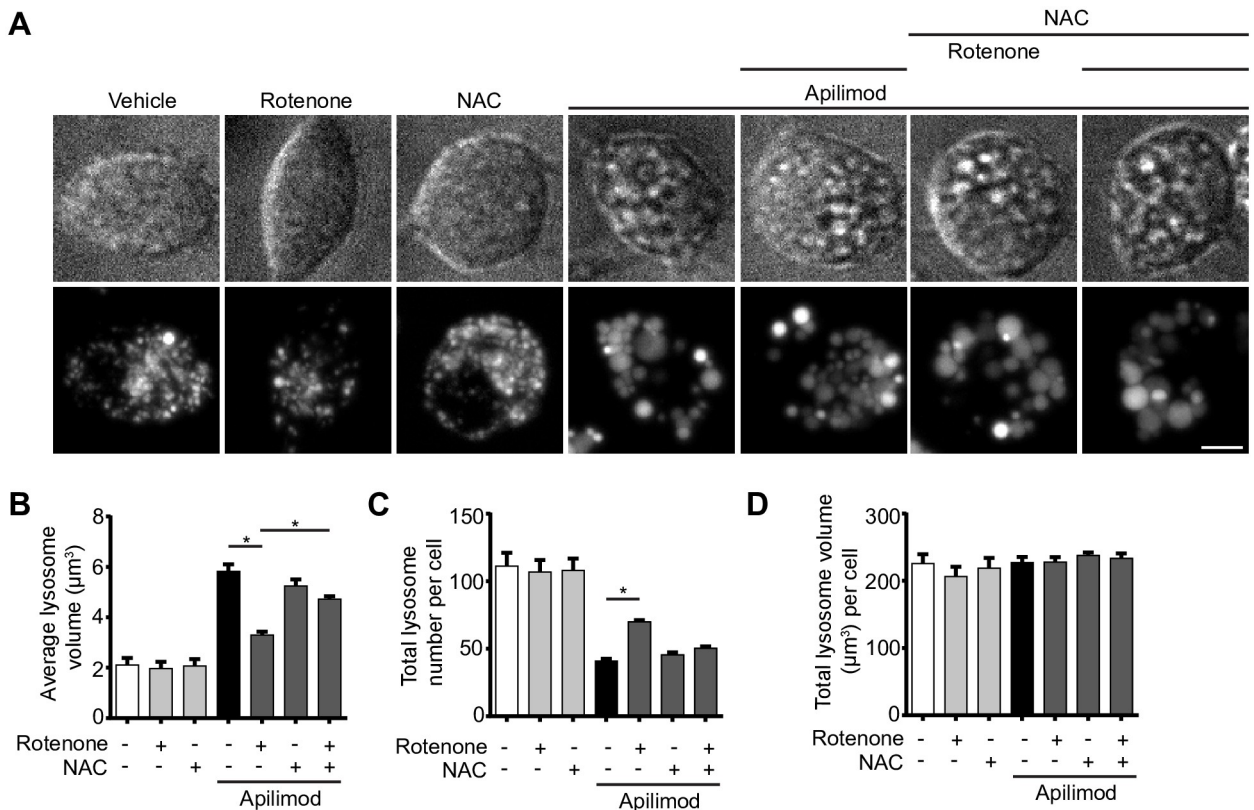 A
NAC
Rotenone
Vehicle Rotenone NAC Apilimod
B
Average lysosome
volume (μm³)
8
6
4
2
0
* *
Rotenone - + - - + - +
NAC - - + - - + +
Apilimod
C
Total lysosome
number per cell
150
100
50
0
*
Rotenone - + - - + - +
NAC - - + - - + +
Apilimod
D
Total lysosome volume
(μm³) per cell
300
200
100
0
Rotenone - + - - + - +
NAC - - + - - + +
Apilimod